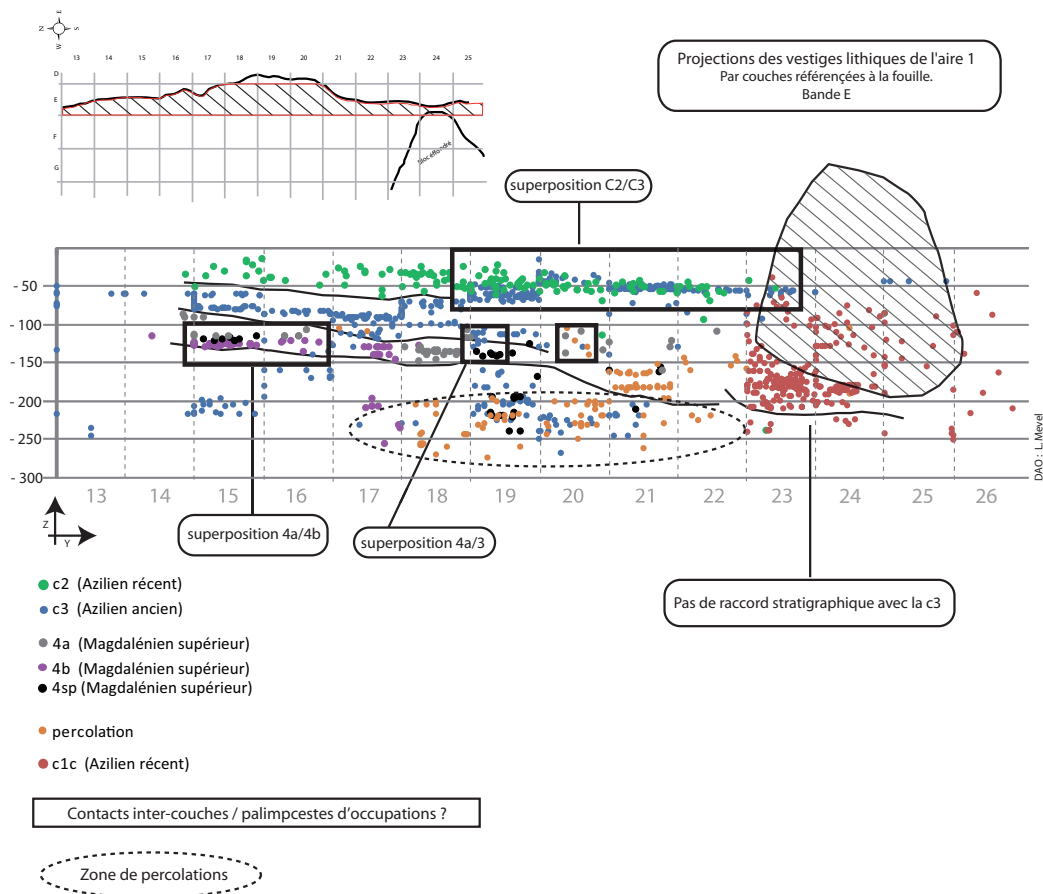 E
N
S
W
13 14 15 16 17 18 19 20 21 22 23 24 25
D
E
F
G
Bloc effondré
Projections des vestiges lithiques de l'aire 1
Par couches référencées à la fouille.
Bande E
superposition C2/C3
- 50
- 100
- 150
- 200
- 250
- 300
13 14 15 16 17 18 19 20 21 22 23 24 25 26
DAO : L. Mevel
Z
Y
superposition 4a/4b
superposition 4a/3
Pas de raccord stratigraphique avec la c3
c2 (Azilien récent)
c3 (Azilien ancien)
4a (Magdalénien supérieur)
4b (Magdalénien supérieur)
4sp (Magdalénien supérieur)
percolation
c1c (Azilien récent)
Contacts inter-couches / palimpcestes d'occupations ?
Zone de percolations